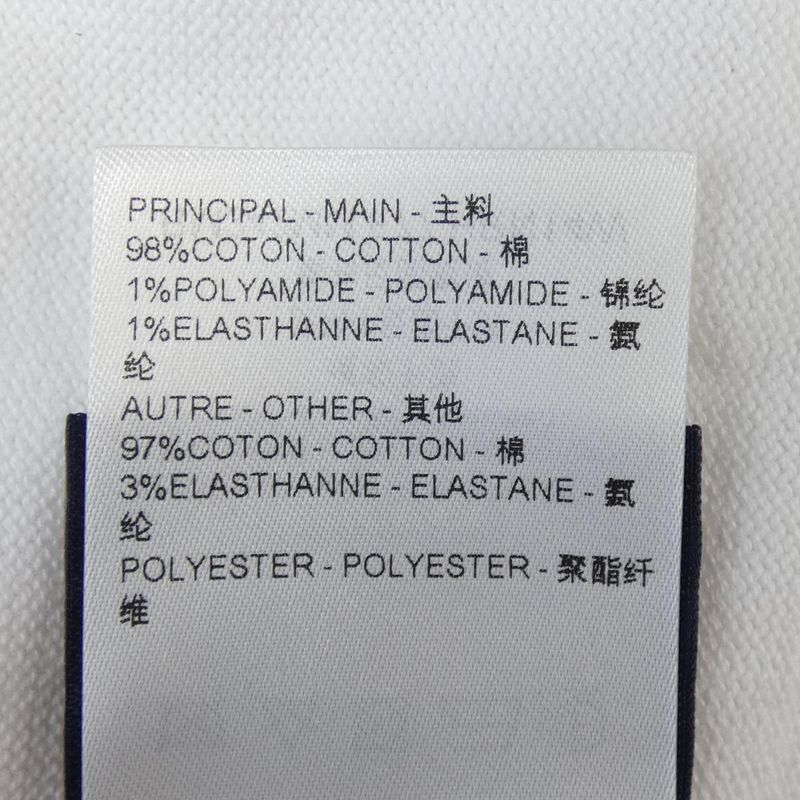 PRINCIPAL - MAIN - 主料
98%COTON - COTTON - 棉
1%POLYAMIDE - POLYAMIDE - 锦纶
1%ELASTHANNE - ELASTANE - 氨
纶
AUTRE - OTHER - 其他
97%COTON - COTTON - 棉
3%ELASTHANNE - ELASTANE - 氨
纶
POLYESTER - POLYESTER - 聚酯纤
维